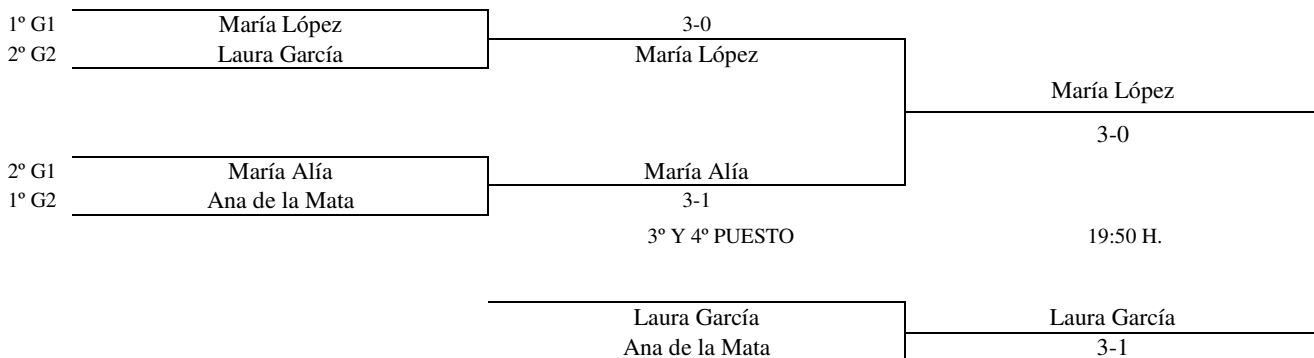 1º G1 María López 3-0
2º G2 Laura García María López
María López
3-0
2º G1 María Alía María Alía
1º G2 Ana de la Mata 3-1
3º Y 4º PUESTO 19:50 H.
Laura García Laura García
Ana de la Mata 3-1